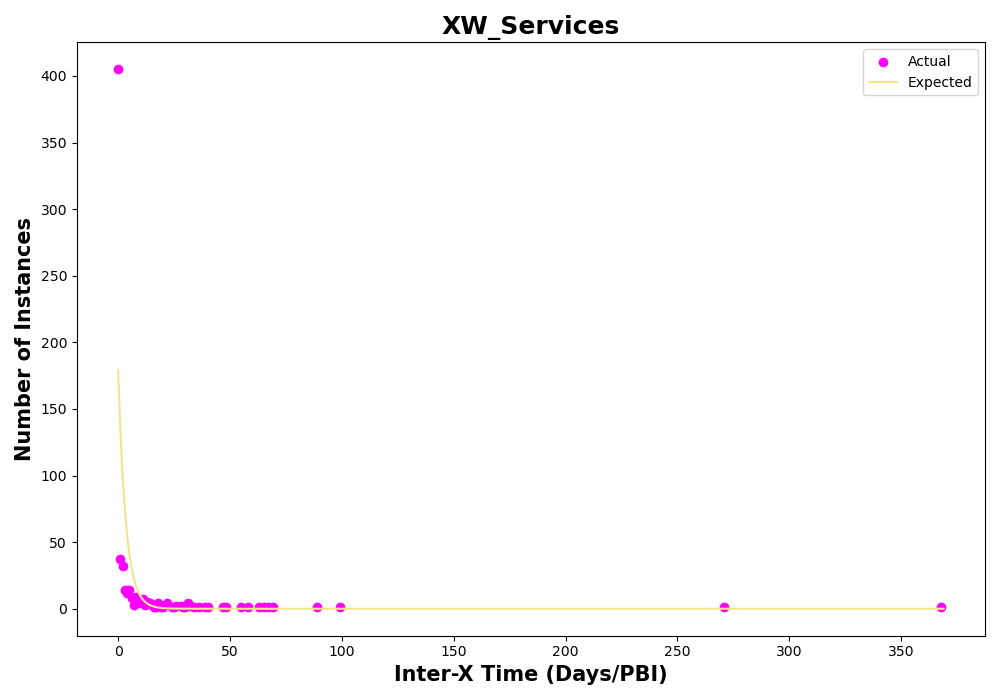 XW_Services
Actual
Expected
400
350
300
250
200
150
100
50
0
Number of Instances
0 50 100 150 200 250 300 350
Inter-X Time (Days/PBI)